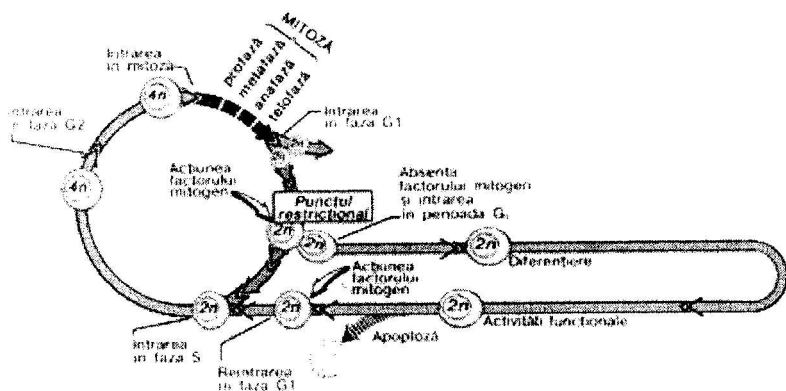 MITOZĂ
profază
metafază
anafază
telofază
Intrarea
în mitoză
4n
Intrarea
în faza G2
4n
Intrarea
în faza G1
Acțiunea
factorului
mitogen
Punctul
restricțional
2n
2n
Absența
factorului mitogen
și intrarea
în perioada
2n
Diferențiere
2n
Intrarea
în faza S
2n
Reintrarea
în faza G1
Acțiunea
factorului
mitogen
Apoptoză
2n
Activități funcționale